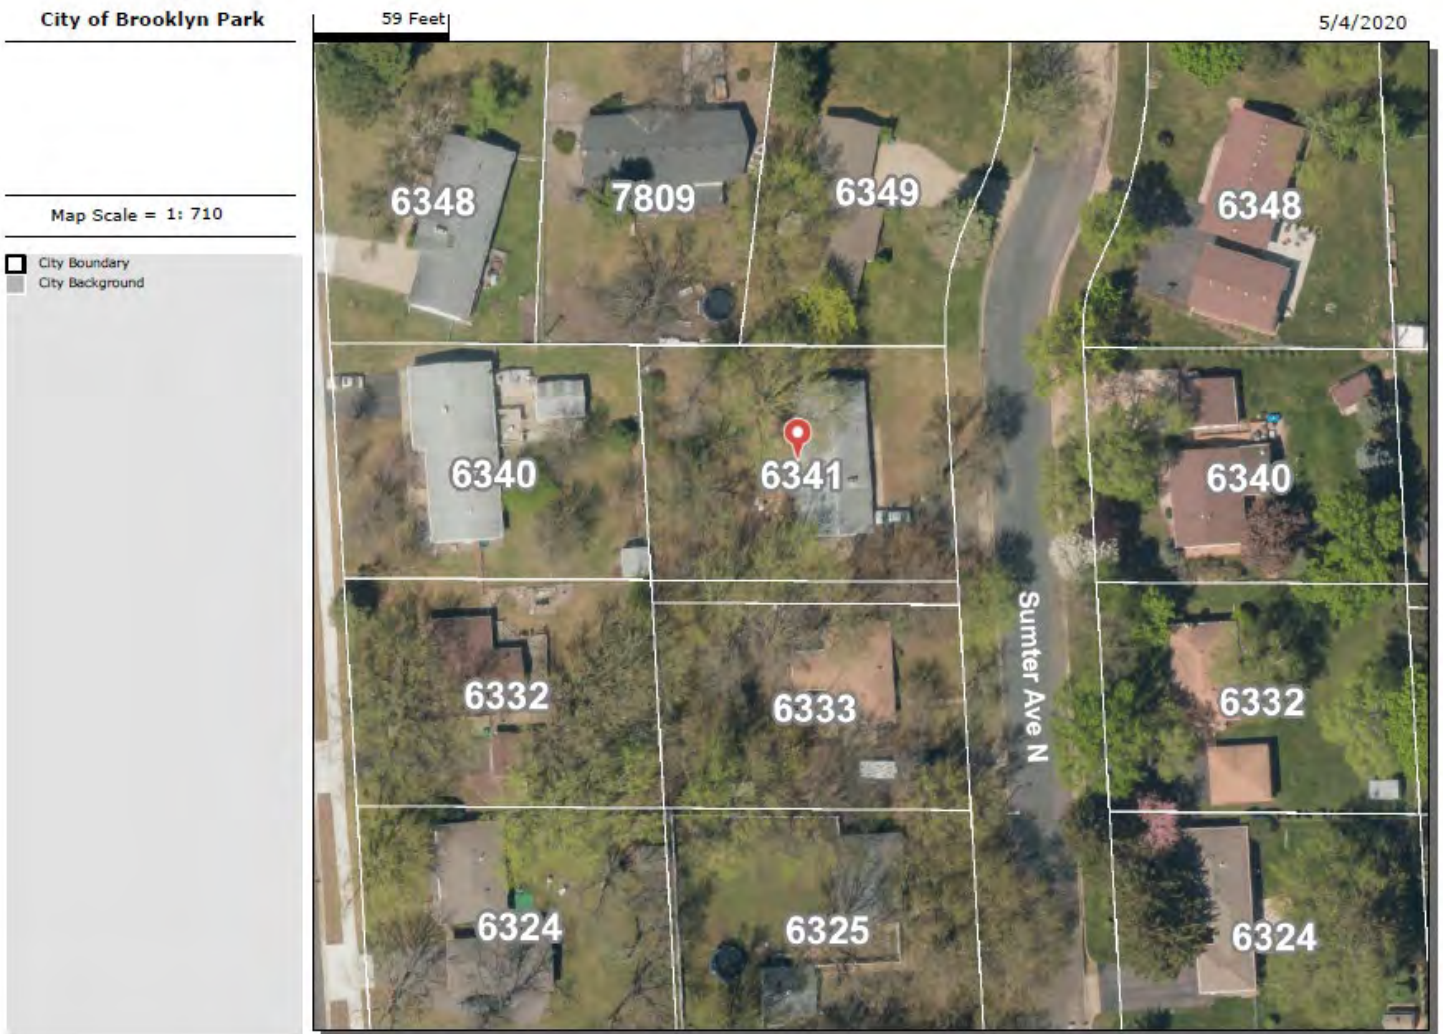 City of Brooklyn Park
59 Feet
5/4/2020
Map Scale = 1: 710
City Boundary
City Background
6348
7809
6349
6348
6340
6341
6340
6332
6333
Sumter Ave N
6332
6324
6325
6324